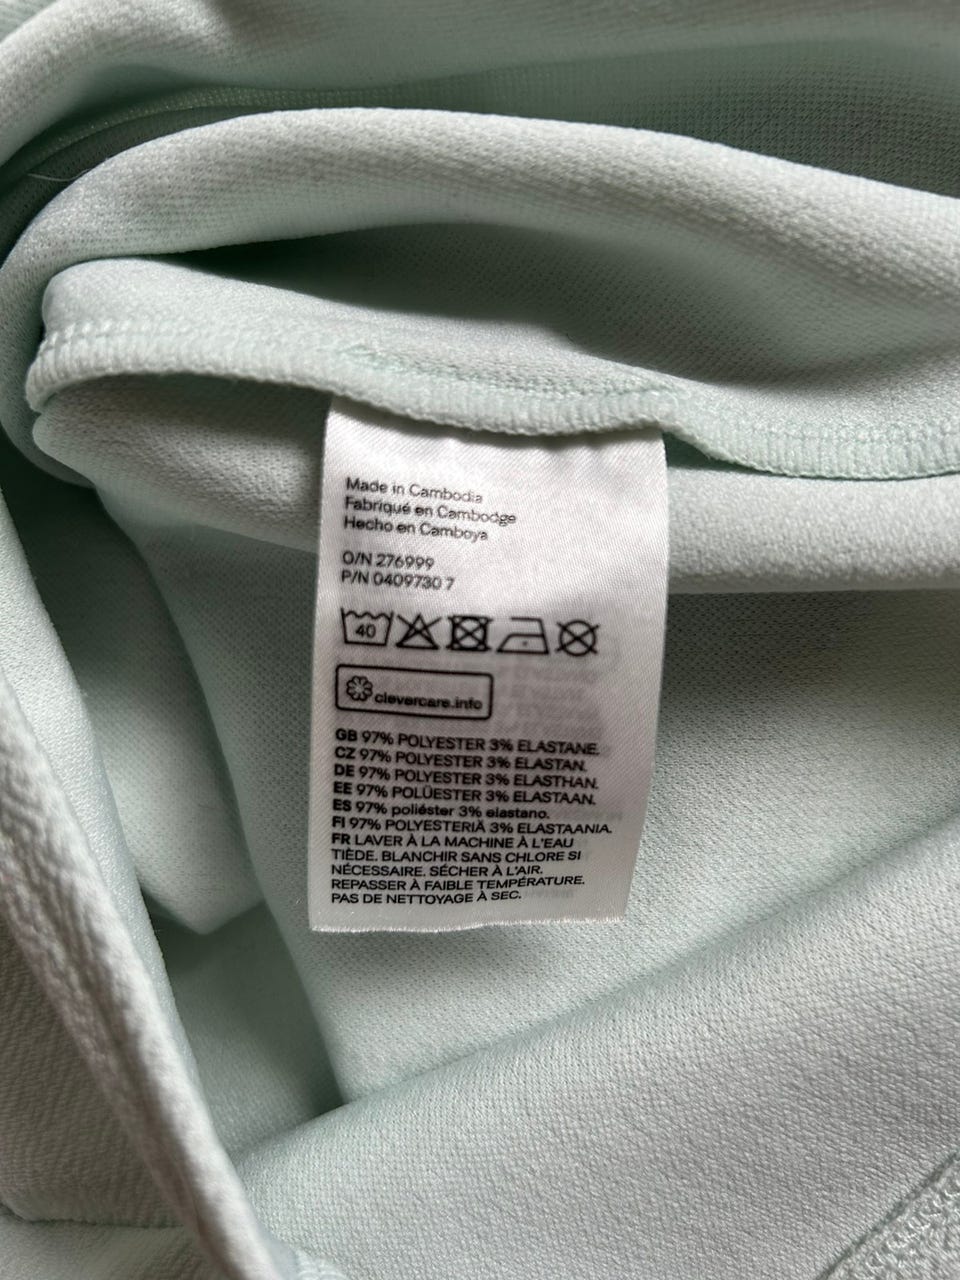 Made in Cambodia
Fabriqué en Cambodge
Hecho en Camboya
O/N 276999
P/N 0409730 7
40
clevercare.info
GB 97% POLYESTER 3% ELASTANE.
CZ 97% POLYESTER 3% ELASTAN.
DE 97% POLYESTER 3% ELASTHAN.
EE 97% POLÜESTER 3% ELASTAAN.
ES 97% poliéster 3% elastano.
FI 97% POLYESTERIÄ 3% ELASTAANIA.
FR LAVER À LA MACHINE À L'EAU
TIÈDE. BLANCHIR SANS CHLORE SI
NÉCESSAIRE. SÉCHER À L'AIR.
REPASSER À FAIBLE TEMPÉRATURE.
PAS DE NETTOYAGE À SEC.